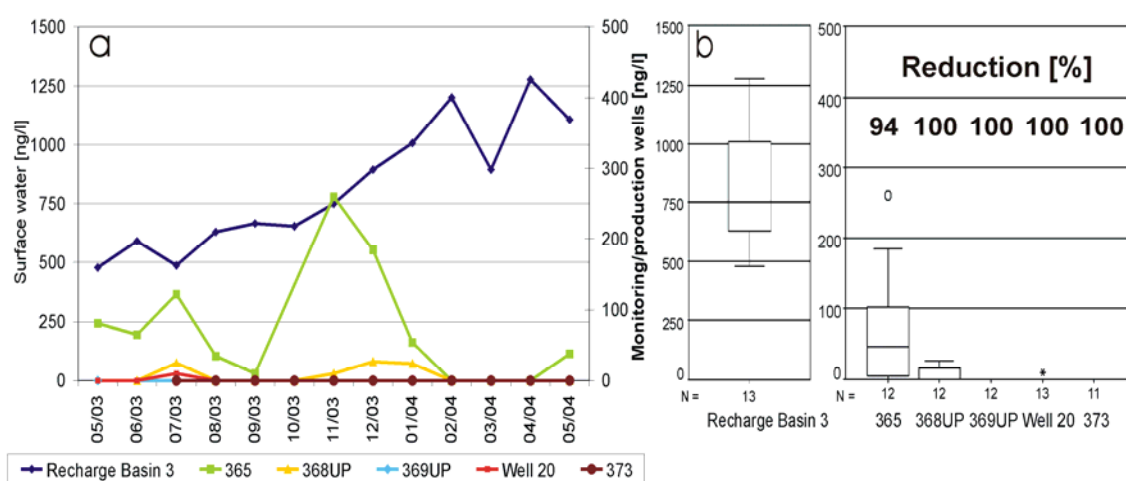 a
1500
1250
1000
750
500
250
0
Surface water [ng/l]
500
400
300
200
100
0
Monitoring/production wells [ng/l]
05/03 06/03 07/03 08/03 09/03 10/03 11/03 12/03 01/04 02/04 03/04 04/04 05/04
Recharge Basin 3 365 368UP 369UP Well 20 373
b
1500
1250
1000
750
500
250
0
N = 13
Recharge Basin 3
500
400
300
200
100
0
Reduction [%]
94 100 100 100 100
o
*
N = 12 12 12 13 11
365 368UP 369UP Well 20 373